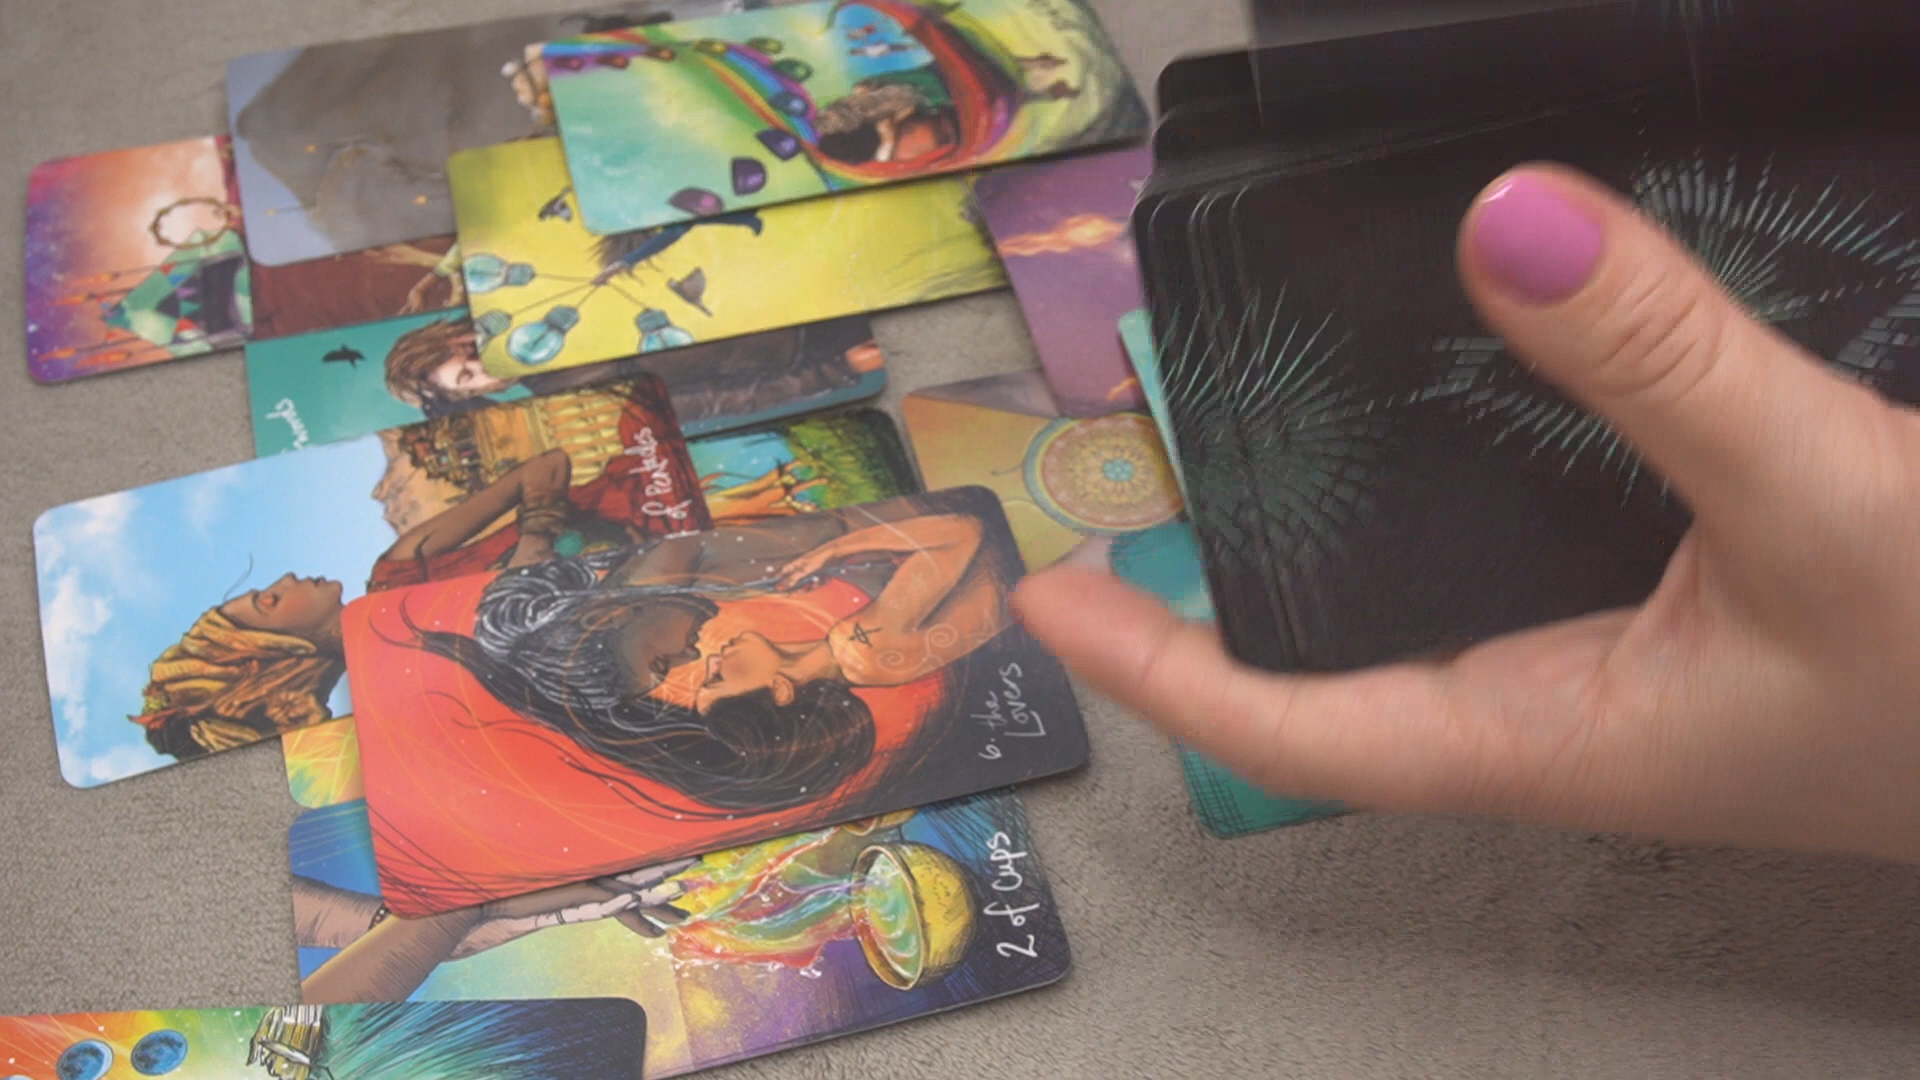 of Pentacles
6. the
Lovers
2 of Cups